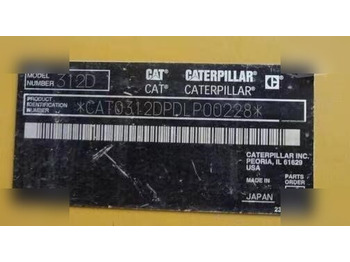 MODEL NUMBER 312D
CAT CATERPILLAR
CAT CATERPILLAR
PRODUCT IDENTIFICATION NUMBER *CAT0312DPDLP00228*
CATERPILLAR INC.
PEORIA, IL 61629
USA
MADE IN
JAPAN
PARTS
ORDER